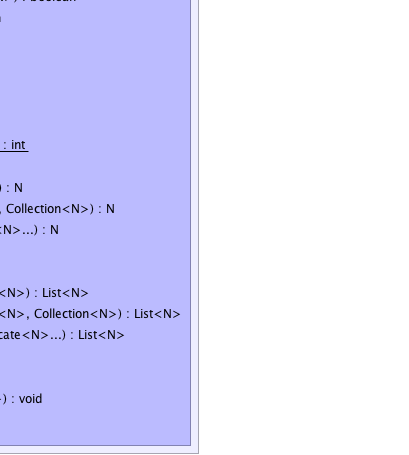 : boolean
: int
) : N
, Collection<N>) : N
<N>...) : N
<N>) : List<N>
<N>, Collection<N>) : List<N>
cate<N>...) : List<N>
>) : void